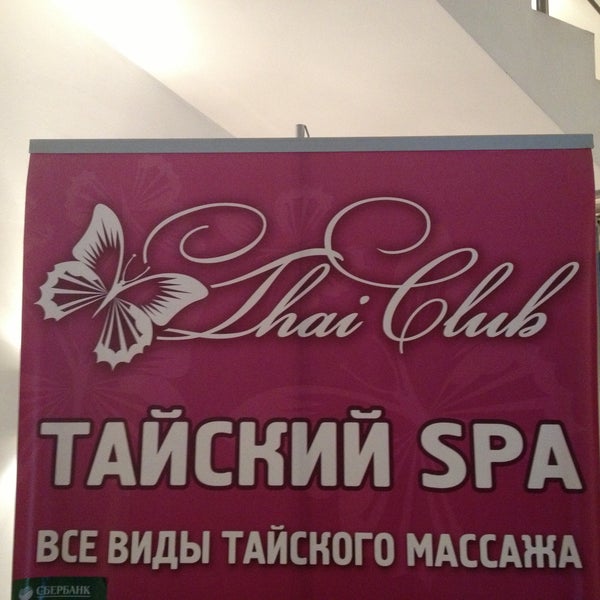 Thai Club
ТАЙСКИЙ SPA
ВСЕ ВИДЫ ТАЙСКОГО МАССАЖА
СБЕРБАНК